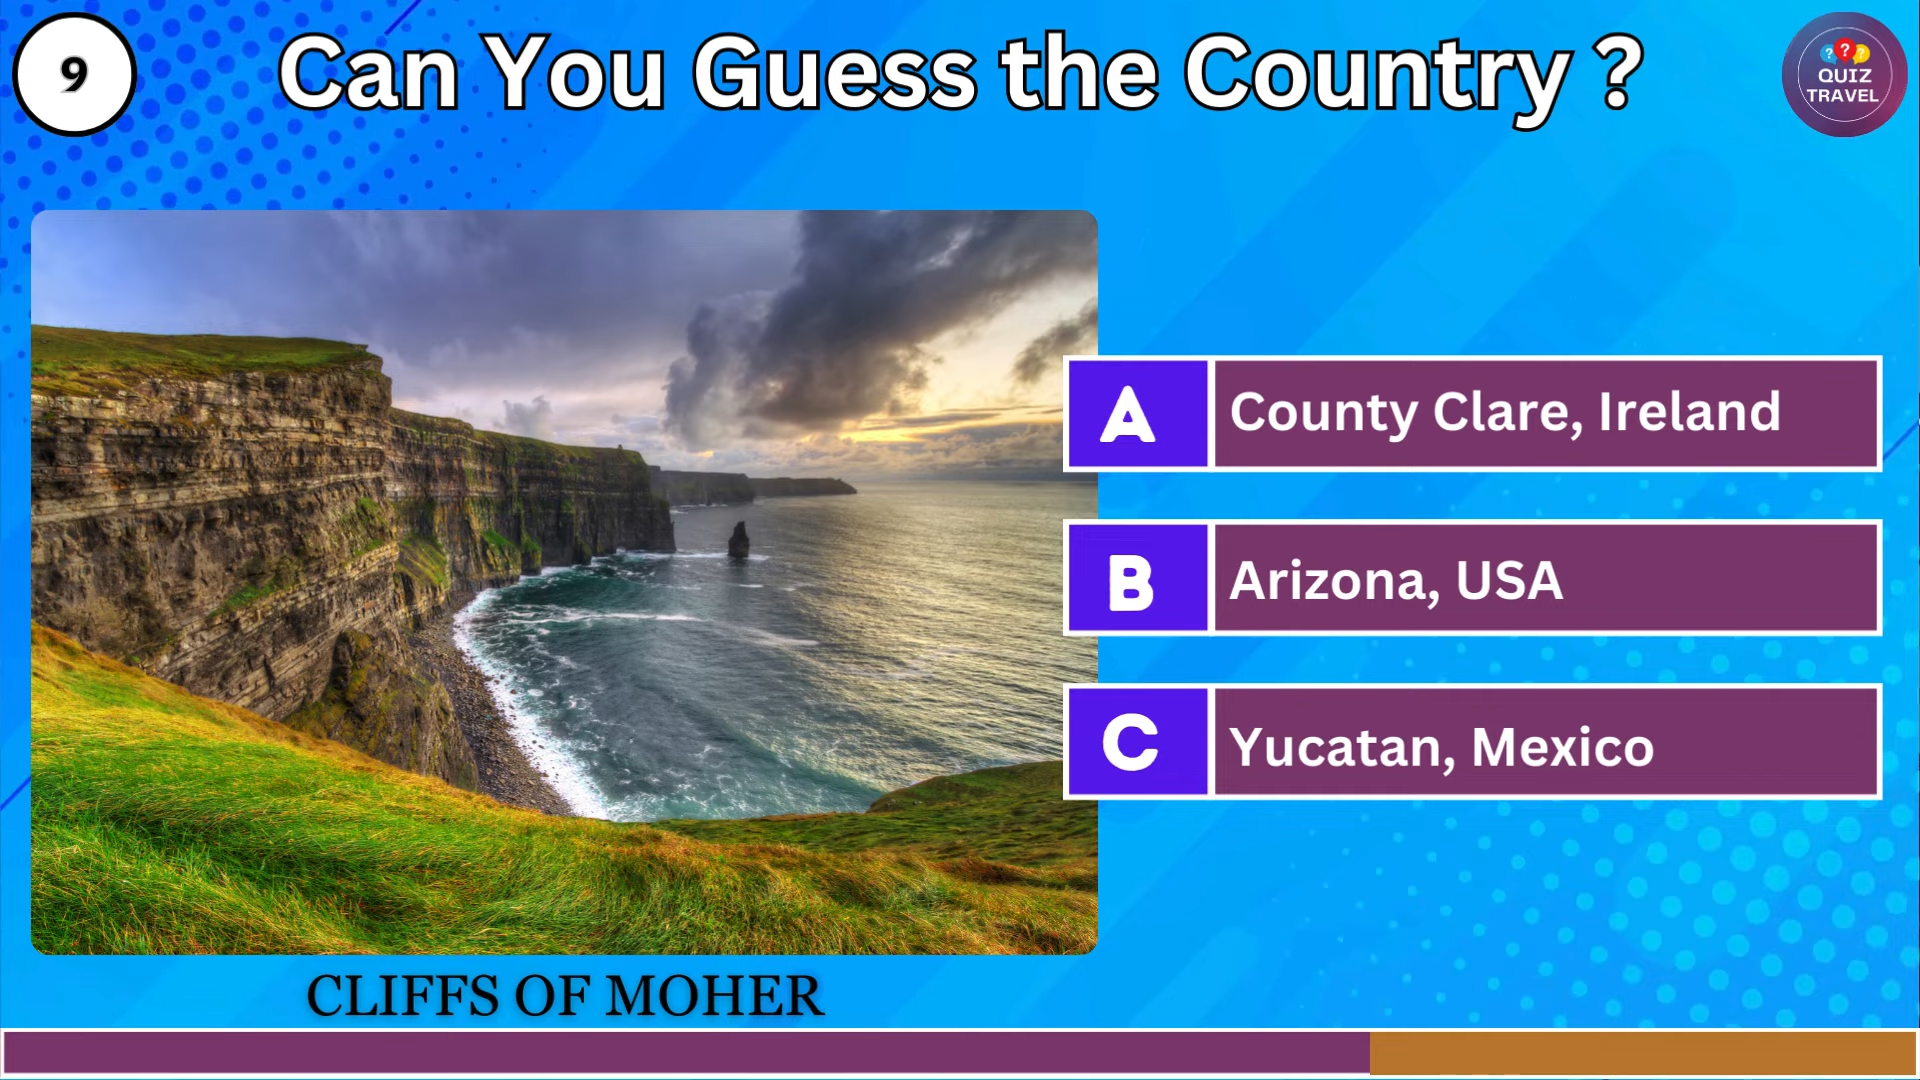 9
Can You Guess the Country ?
? ? ?
QUIZ
TRAVEL
A County Clare, Ireland
B Arizona, USA
C Yucatan, Mexico
CLIFFS OF MOHER